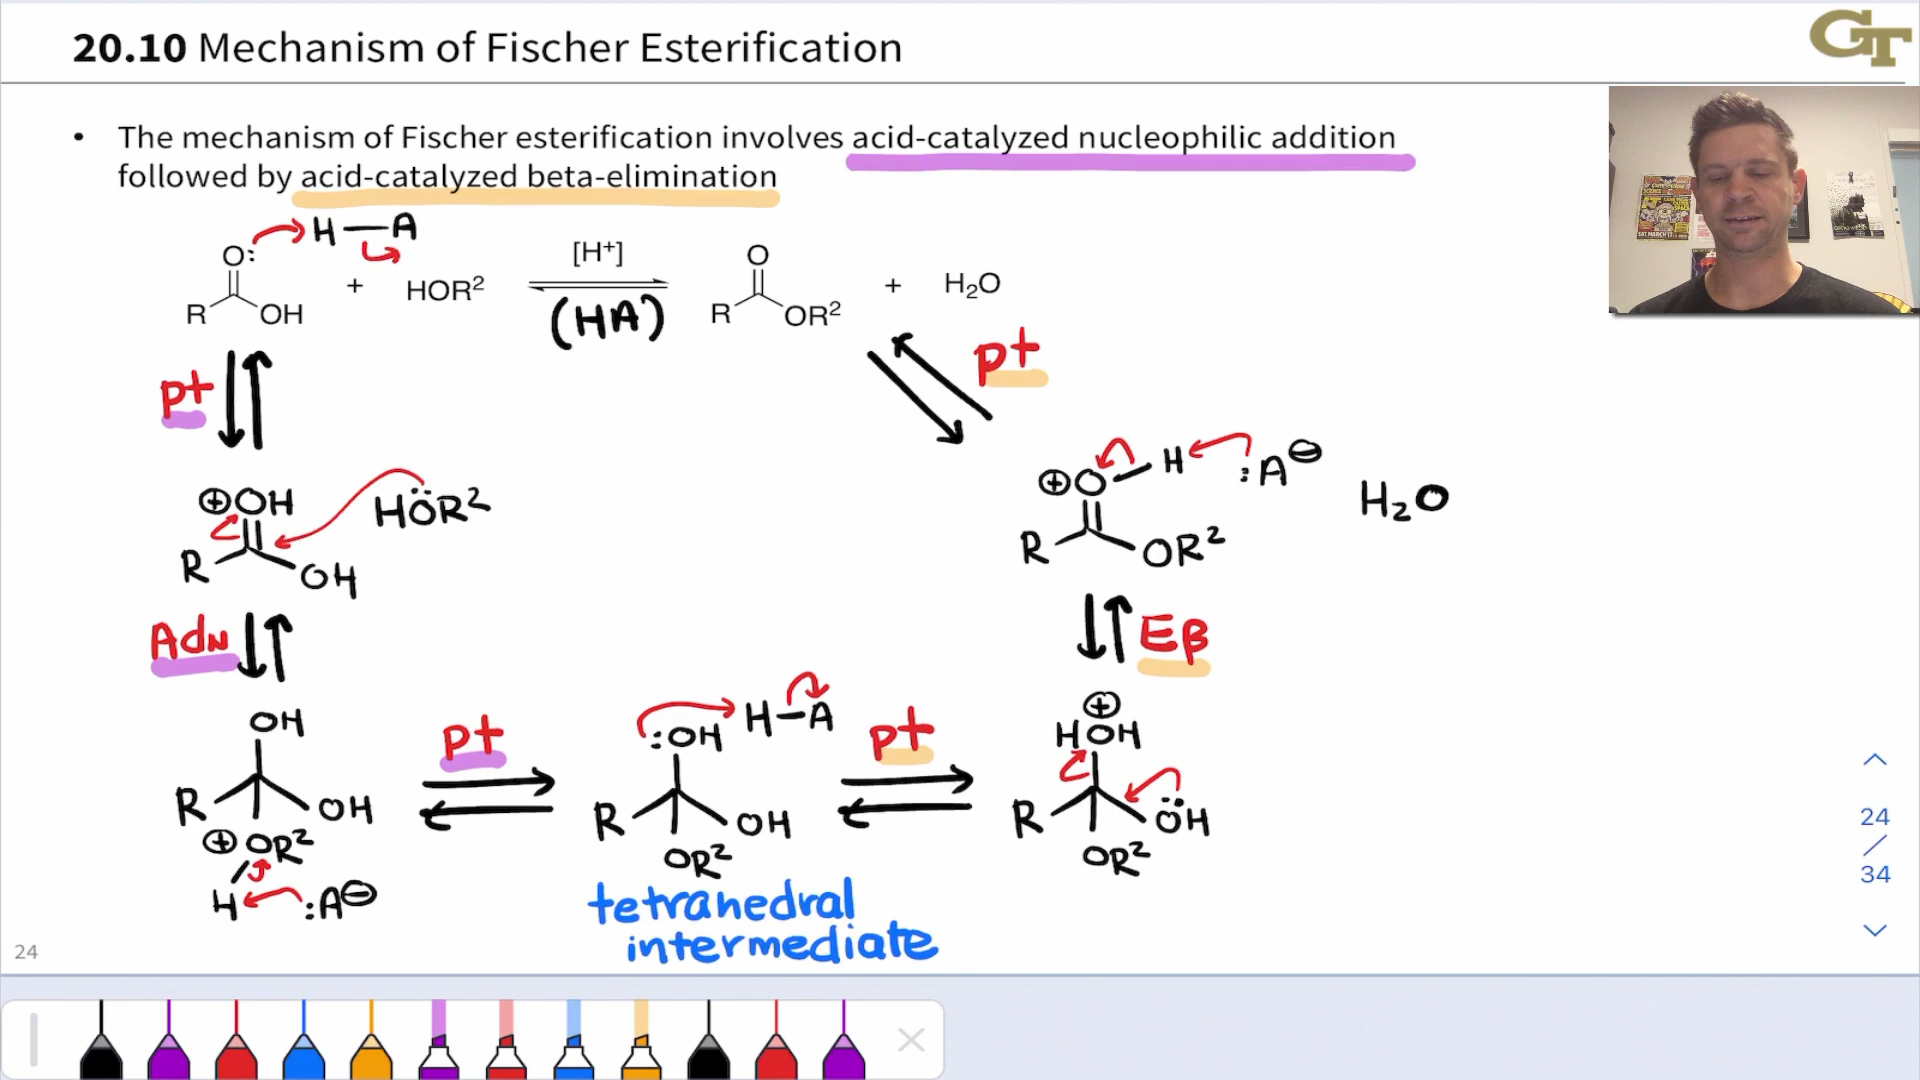 20.10 Mechanism of Fischer Esterification
GT
• The mechanism of Fischer esterification involves acid-catalyzed nucleophilic addition
followed by acid-catalyzed beta-elimination
H—A
O:
R
OH
+
HOR²
[H⁺]
(HA)
O
R
OR²
+
H₂O
pt
pt
⊕OH
HÖR²
R
OH
⊕O—H
:A⊖
H₂O
R
OR²
AdN
Eβ
OH
R
OH
⊕OR²
H
:A⊖
pt
:OH
H—A
R
OH
OR²
tetrahedral
intermediate
pt
⊕
HOH
R
ÖH
OR²
24
/
34
24